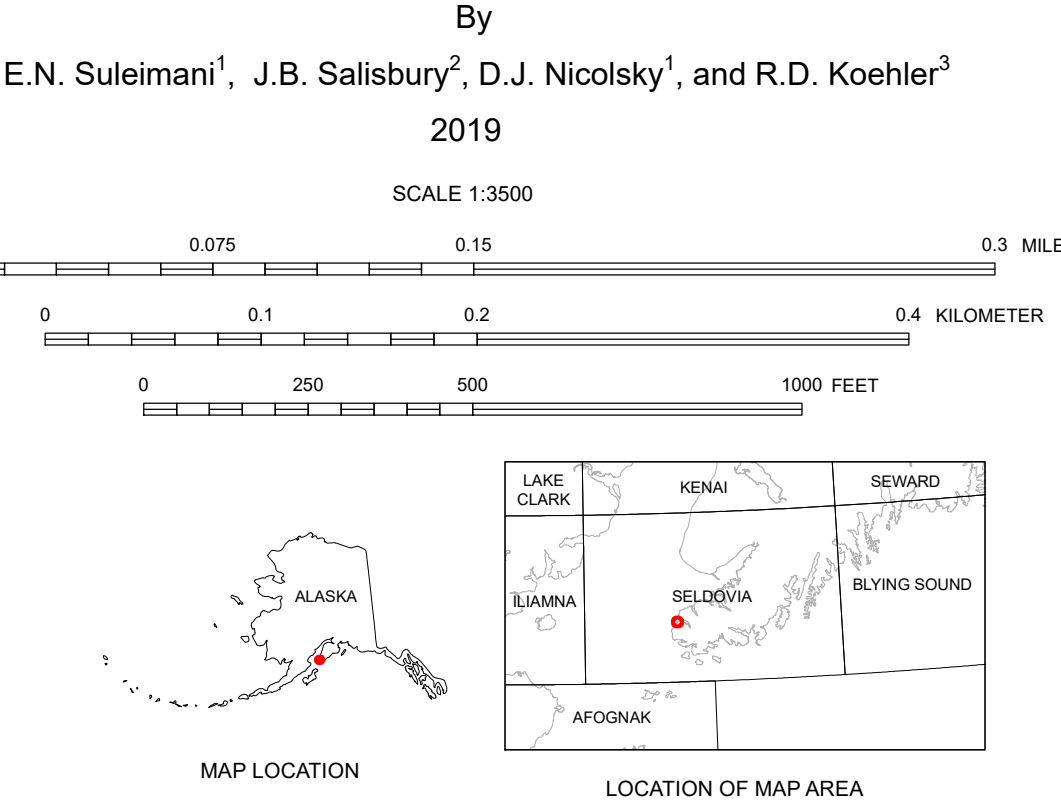 By
E.N. Suleimani1, J.B. Salisbury2, D.J. Nicolsky1, and R.D. Koehler3
2019
SCALE 1:3500
0.075 0.15 0.3 MILE
0 0.1 0.2 0.4 KILOMETER
0 250 500 1000 FEET
ALASKA
MAP LOCATION
LAKE
CLARK
KENAI
SEWARD
ILIAMNA
SELDOVIA
BLYING SOUND
AFOGNAK
LOCATION OF MAP AREA